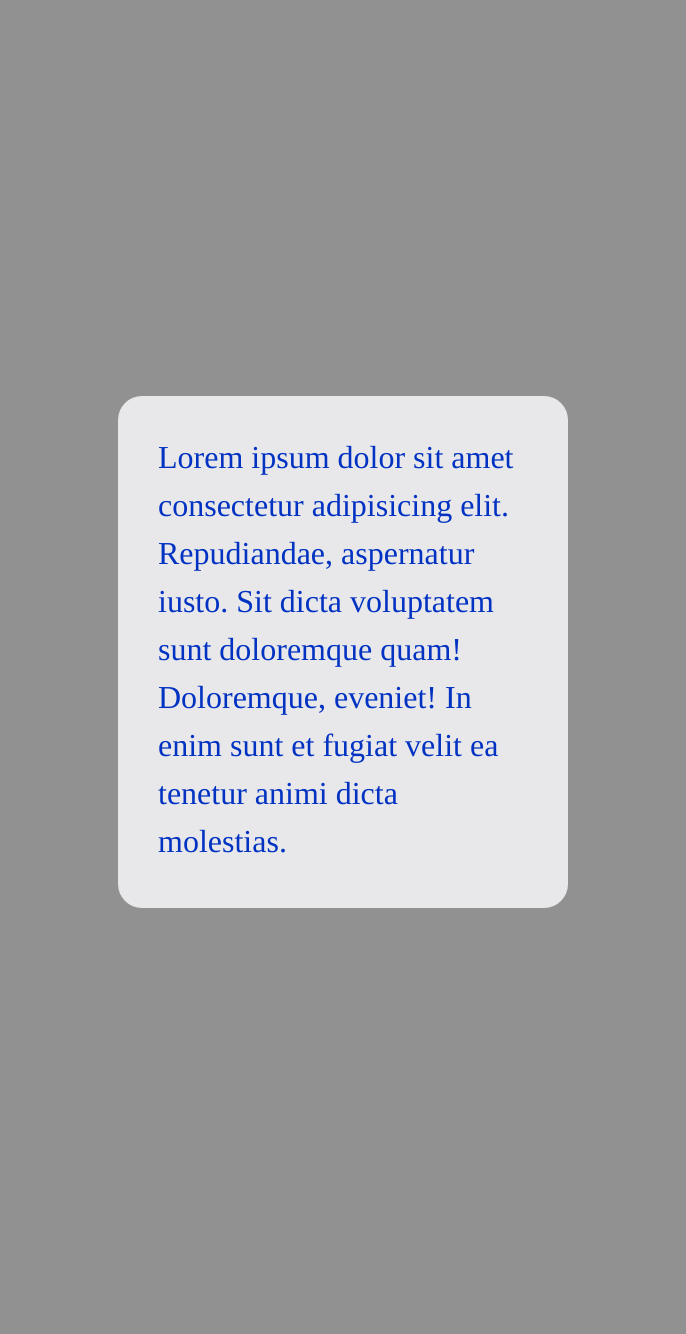 Lorem ipsum dolor sit amet
consectetur adipisicing elit.
Repudiandae, aspernatur
iusto. Sit dicta voluptatem
sunt doloremque quam!
Doloremque, eveniet! In
enim sunt et fugiat velit ea
tenetur animi dicta
molestias.